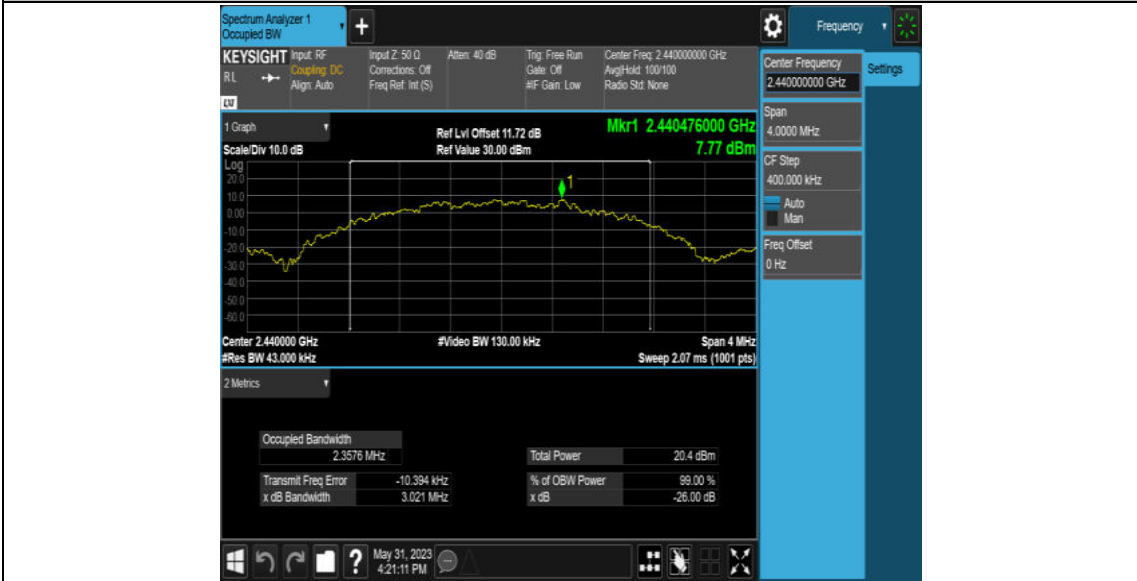 Spectrum Analyzer 1
Occupied BW
+
Frequency
KEYSIGHT
RL
LXI
Input: RF
Coupling: DC
Align: Auto
Input Z: 50 Ω
Corrections: Off
Freq Ref: Int (S)
Atten: 40 dB
Trig: Free Run
Gate: Off
#IF Gain: Low
Center Freq: 2.440000000 GHz
Avg|Hold: 100/100
Radio Std: None
Center Frequency
2.440000000 GHz
Settings
Span
4.0000 MHz
CF Step
400.000 kHz
Auto
Man
Freq Offset
0 Hz
1 Graph
Scale/Div 10.0 dB
Ref Lvl Offset 11.72 dB
Ref Value 30.00 dBm
Mkr1 2.440476000 GHz
7.77 dBm
Log
20.0
10.0
0.00
-10.0
-20.0
-30.0
-40.0
-50.0
-60.0
1
Center 2.440000 GHz
#Res BW 43.000 kHz
#Video BW 130.00 kHz
Span 4 MHz
Sweep 2.07 ms (1001 pts)
2 Metrics
Occupied Bandwidth
2.3576 MHz
Transmit Freq Error -10.394 kHz
x dB Bandwidth 3.021 MHz
Total Power 20.4 dBm
% of OBW Power 99.00 %
x dB -26.00 dB
?
May 31, 2023
4:21:11 PM